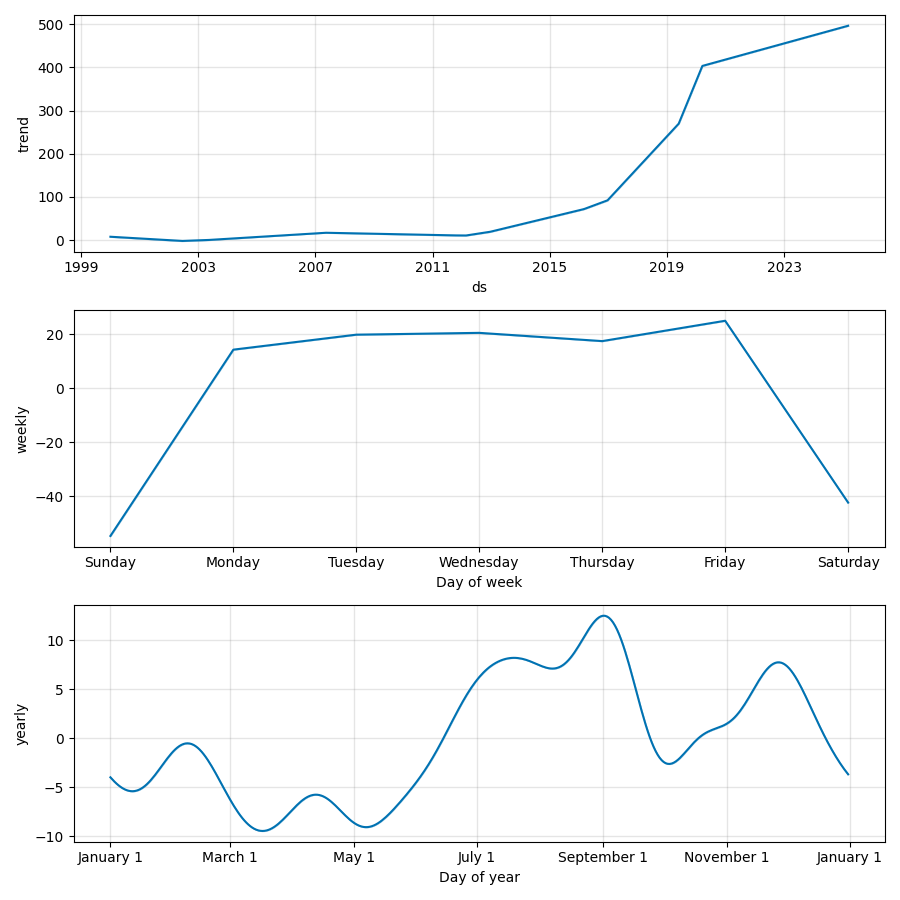 500
400
300
200
100
0
trend
1999 2003 2007 2011 2015 2019 2023
ds
20
0
−20
−40
weekly
Sunday Monday Tuesday Wednesday Thursday Friday Saturday
Day of week
10
5
0
−5
−10
yearly
January 1 March 1 May 1 July 1 September 1 November 1 January 1
Day of year